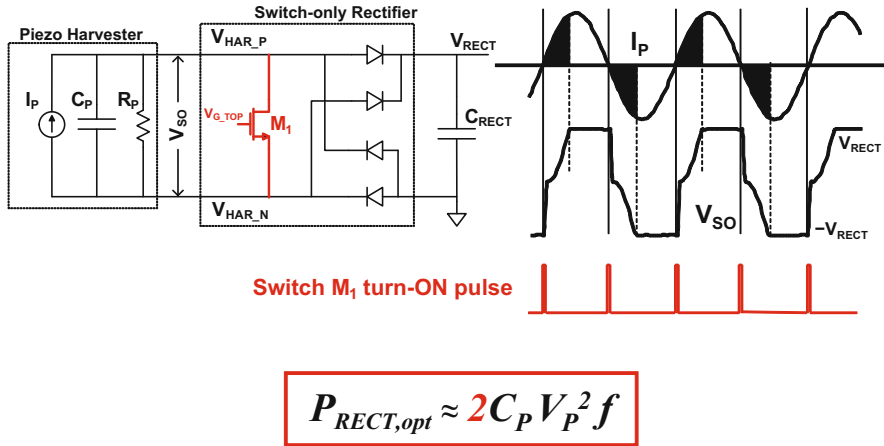 Switch-only Rectifier
Piezo Harvester
V_HAR_P
V_RECT
I_P
I_P
C_P
R_P
V_SO
V_G_TOP
M_1
C_RECT
V_HAR_N
V_RECT
V_SO
−V_RECT
Switch M_1 turn-ON pulse
P_RECT,opt ≈ 2C_P V_P^2 f